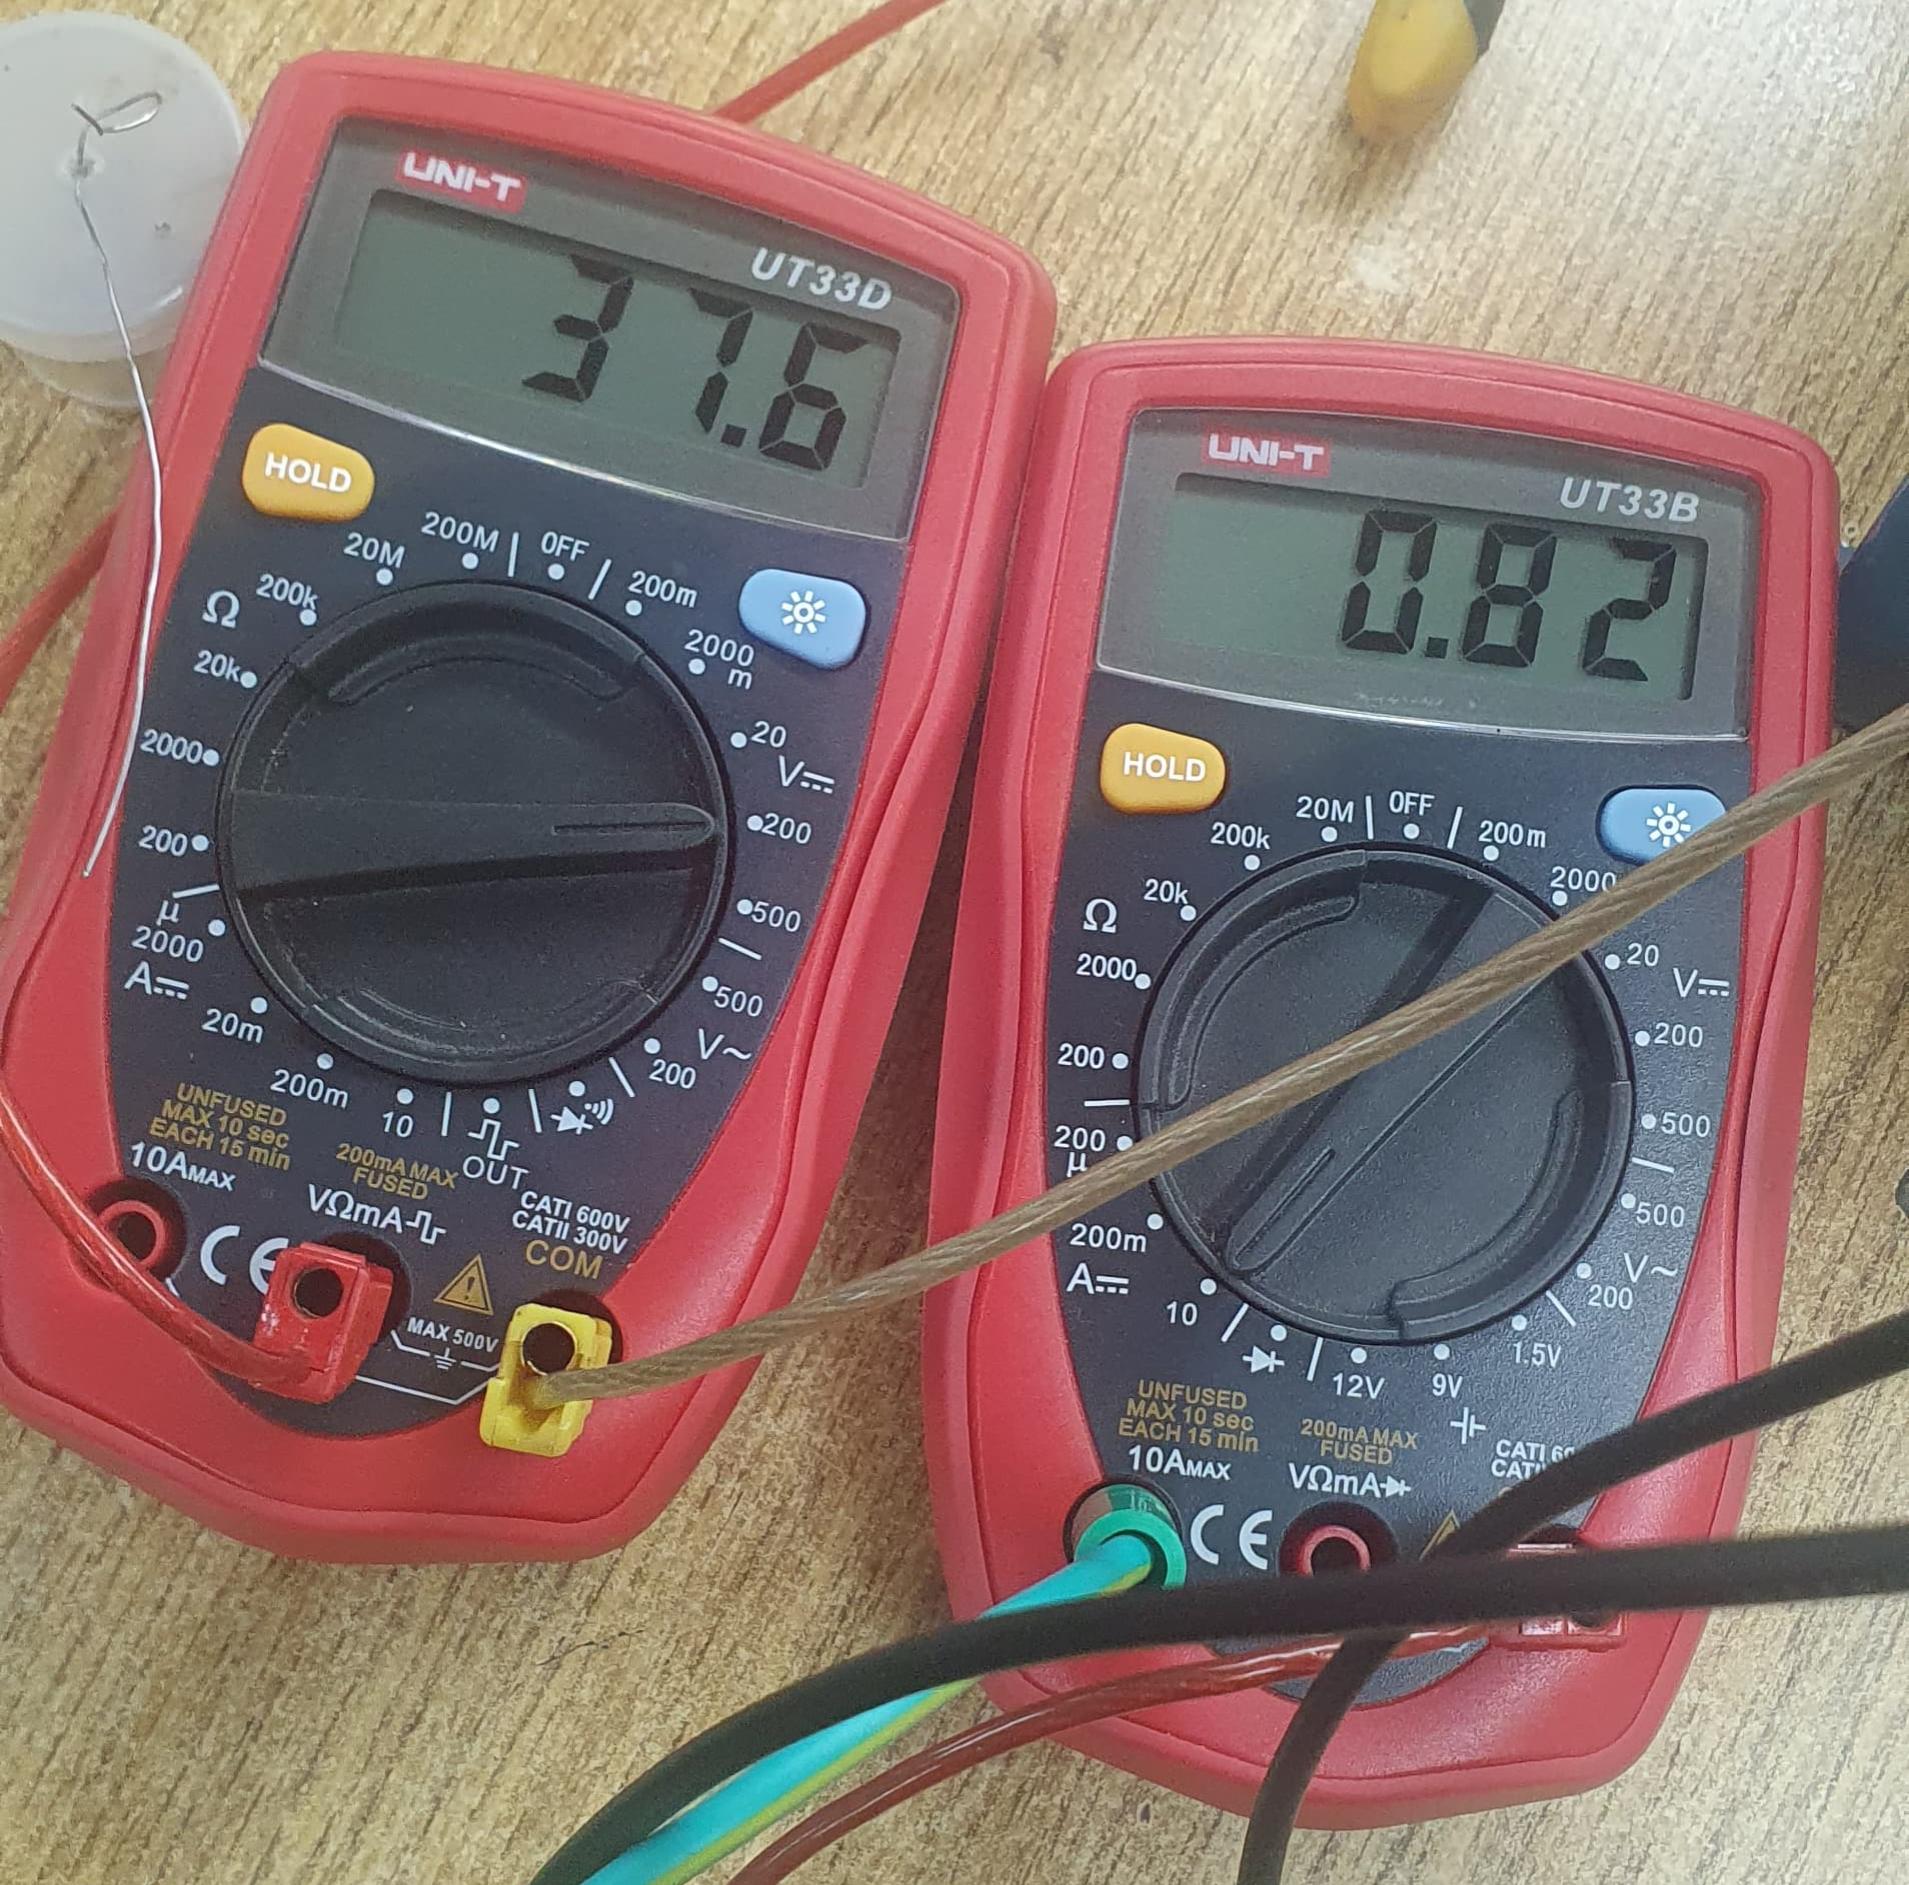 UNI-T
UT33D
37.6
HOLD
OFF
200m
2000
m
20
V
200
500
500
V~
200
OUT
10
200m
20m
A
2000
μ
200
2000
20k
Ω
200k
20M
200M
UNFUSED
MAX 10 sec
EACH 15 min
10AMAX
200mA MAX
FUSED
VΩmA
CATI 600V
CATII 300V
COM
CE
MAX 500V
UNI-T
UT33B
0.82
HOLD
OFF
200m
2000
20
V
200
500
500
V~
200
1.5V
9V
12V
10
A
200m
200
μ
200
2000
Ω
20k
200k
20M
UNFUSED
MAX 10 sec
EACH 15 min
10AMAX
200mA MAX
FUSED
VΩmA
CATI
CE